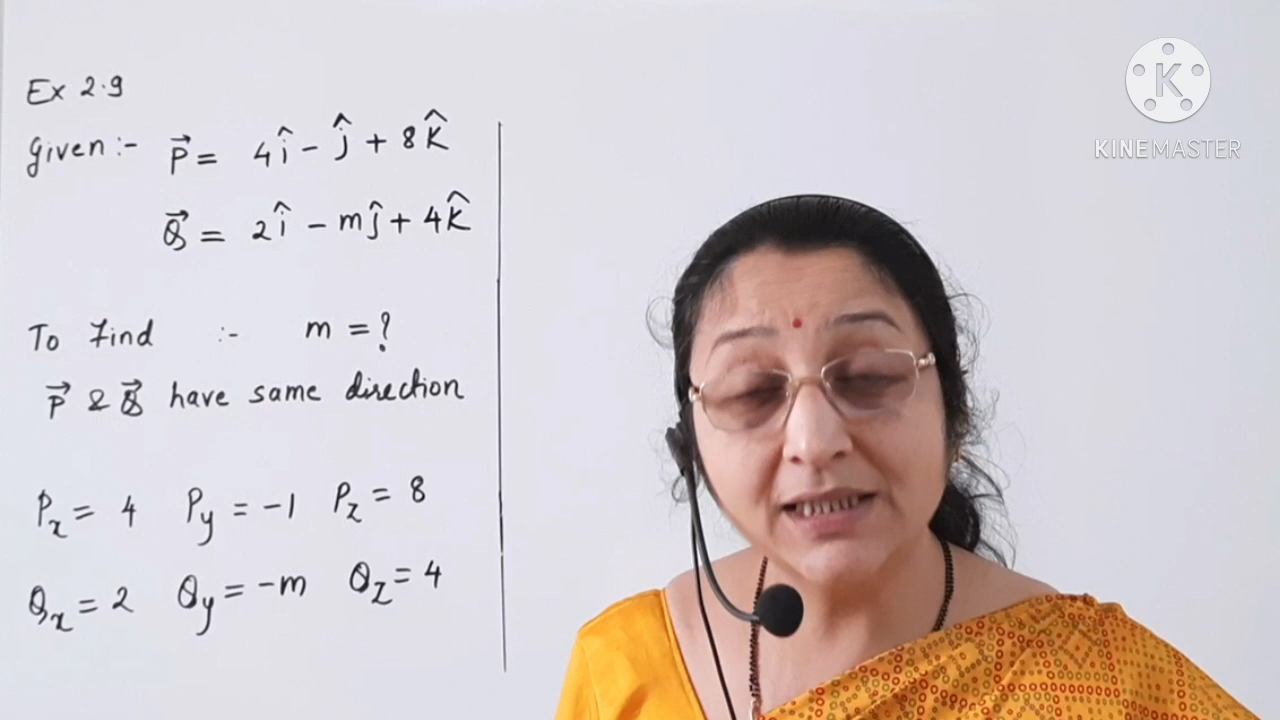 Ex 2.9
Given :- P⃗ = 4î - ĵ + 8k̂
Q⃗ = 2î - mĵ + 4k̂
To Find :- m = ?
P⃗ & Q⃗ have same direction
Px = 4 Py = -1 Pz = 8
Qx = 2 Qy = -m Qz = 4
K
KINEMASTER